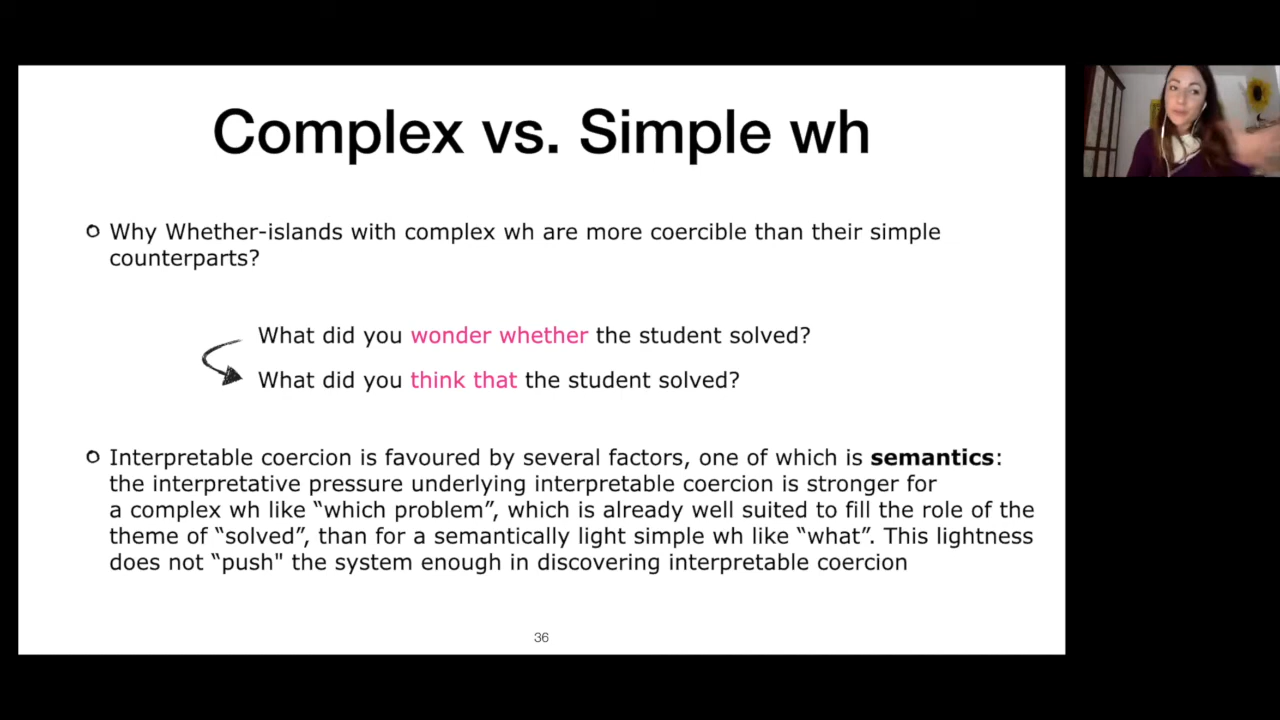 Complex vs. Simple wh
Why Whether-islands with complex wh are more coercible than their simple
counterparts?
What did you wonder whether the student solved?
What did you think that the student solved?
Interpretable coercion is favoured by several factors, one of which is semantics:
the interpretative pressure underlying interpretable coercion is stronger for
a complex wh like “which problem”, which is already well suited to fill the role of the
theme of “solved”, than for a semantically light simple wh like “what”. This lightness
does not “push" the system enough in discovering interpretable coercion
36